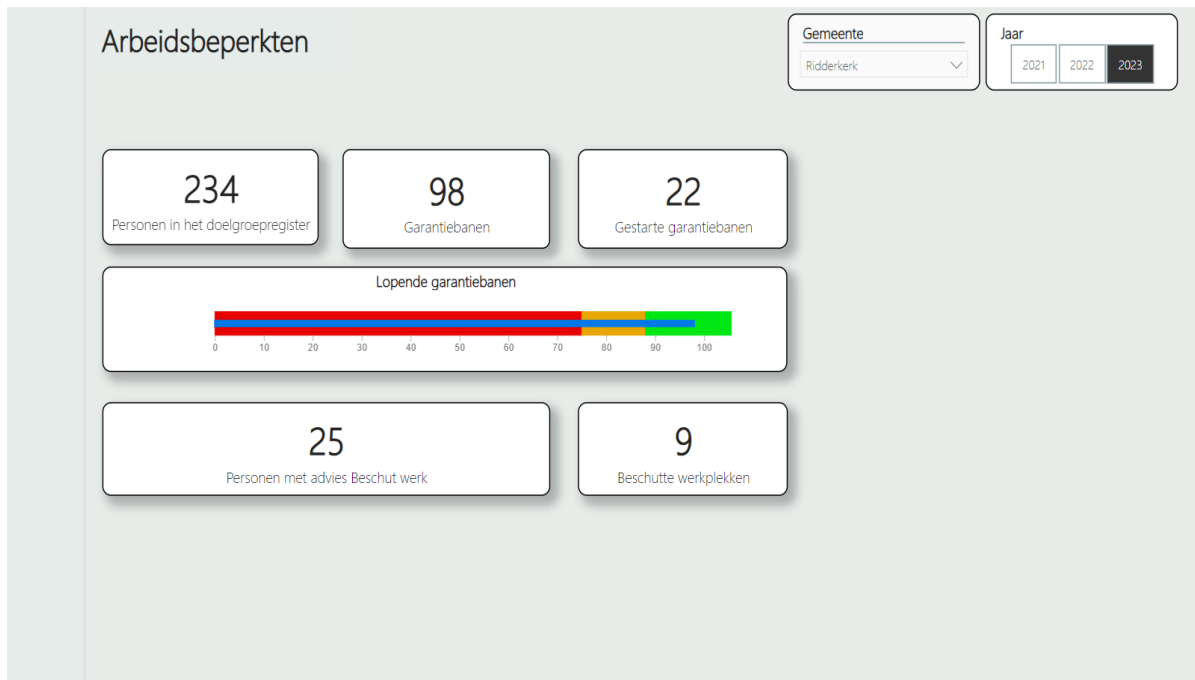 Arbeidsbeperkten
Gemeente
Ridderkerk
Jaar
2021 2022 2023
234
Personen in het doelgroepregister
98
Garantiebanen
22
Gestarte garantiebanen
Lopende garantiebanen
0 10 20 30 40 50 60 70 80 90 100
25
Personen met advies Beschut werk
9
Beschutte werkplekken